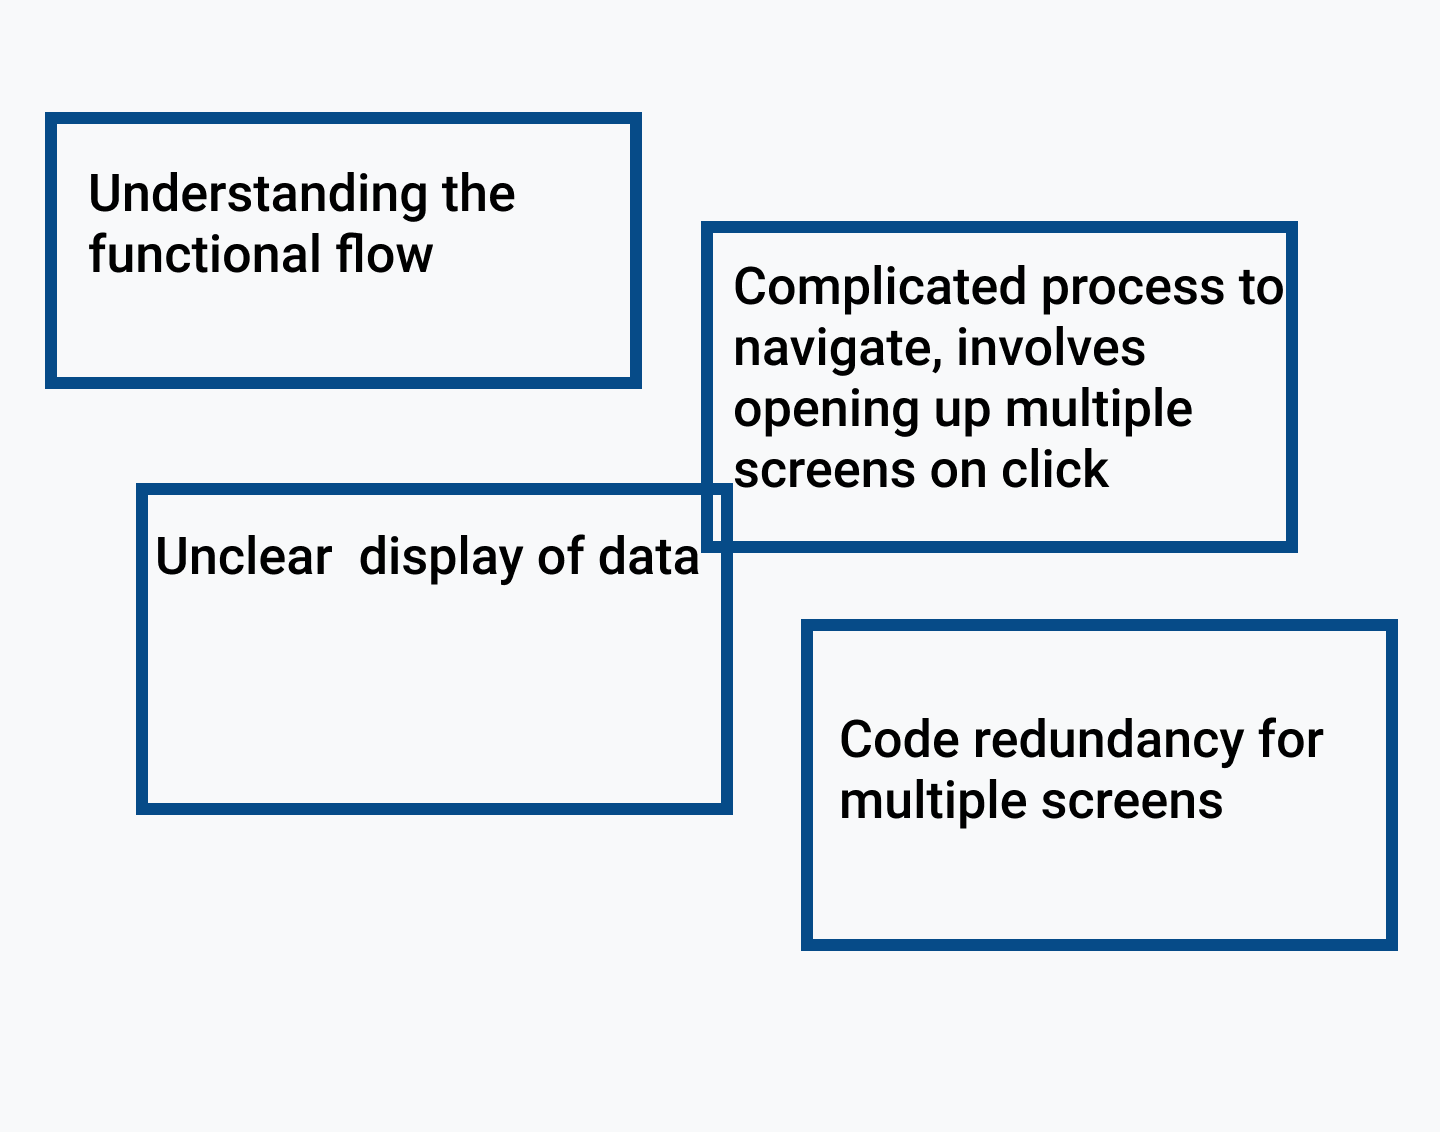 Understanding the
functional flow
Complicated process to
navigate, involves
opening up multiple
screens on click
Unclear  display of data
Code redundancy for
multiple screens